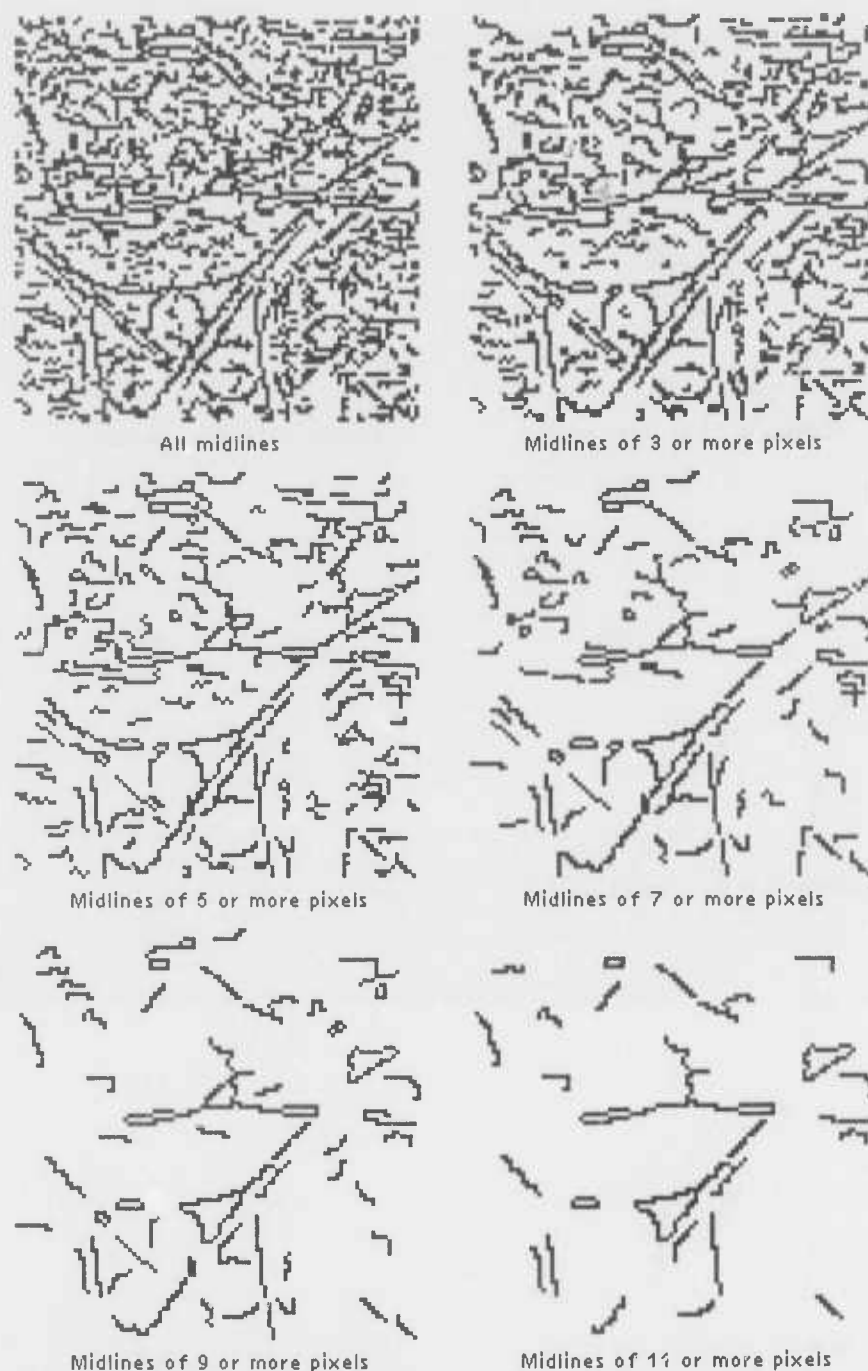 All midlines
Midlines of 3 or more pixels
Midlines of 5 or more pixels
Midlines of 7 or more pixels
Midlines of 9 or more pixels
Midlines of 11 or more pixels